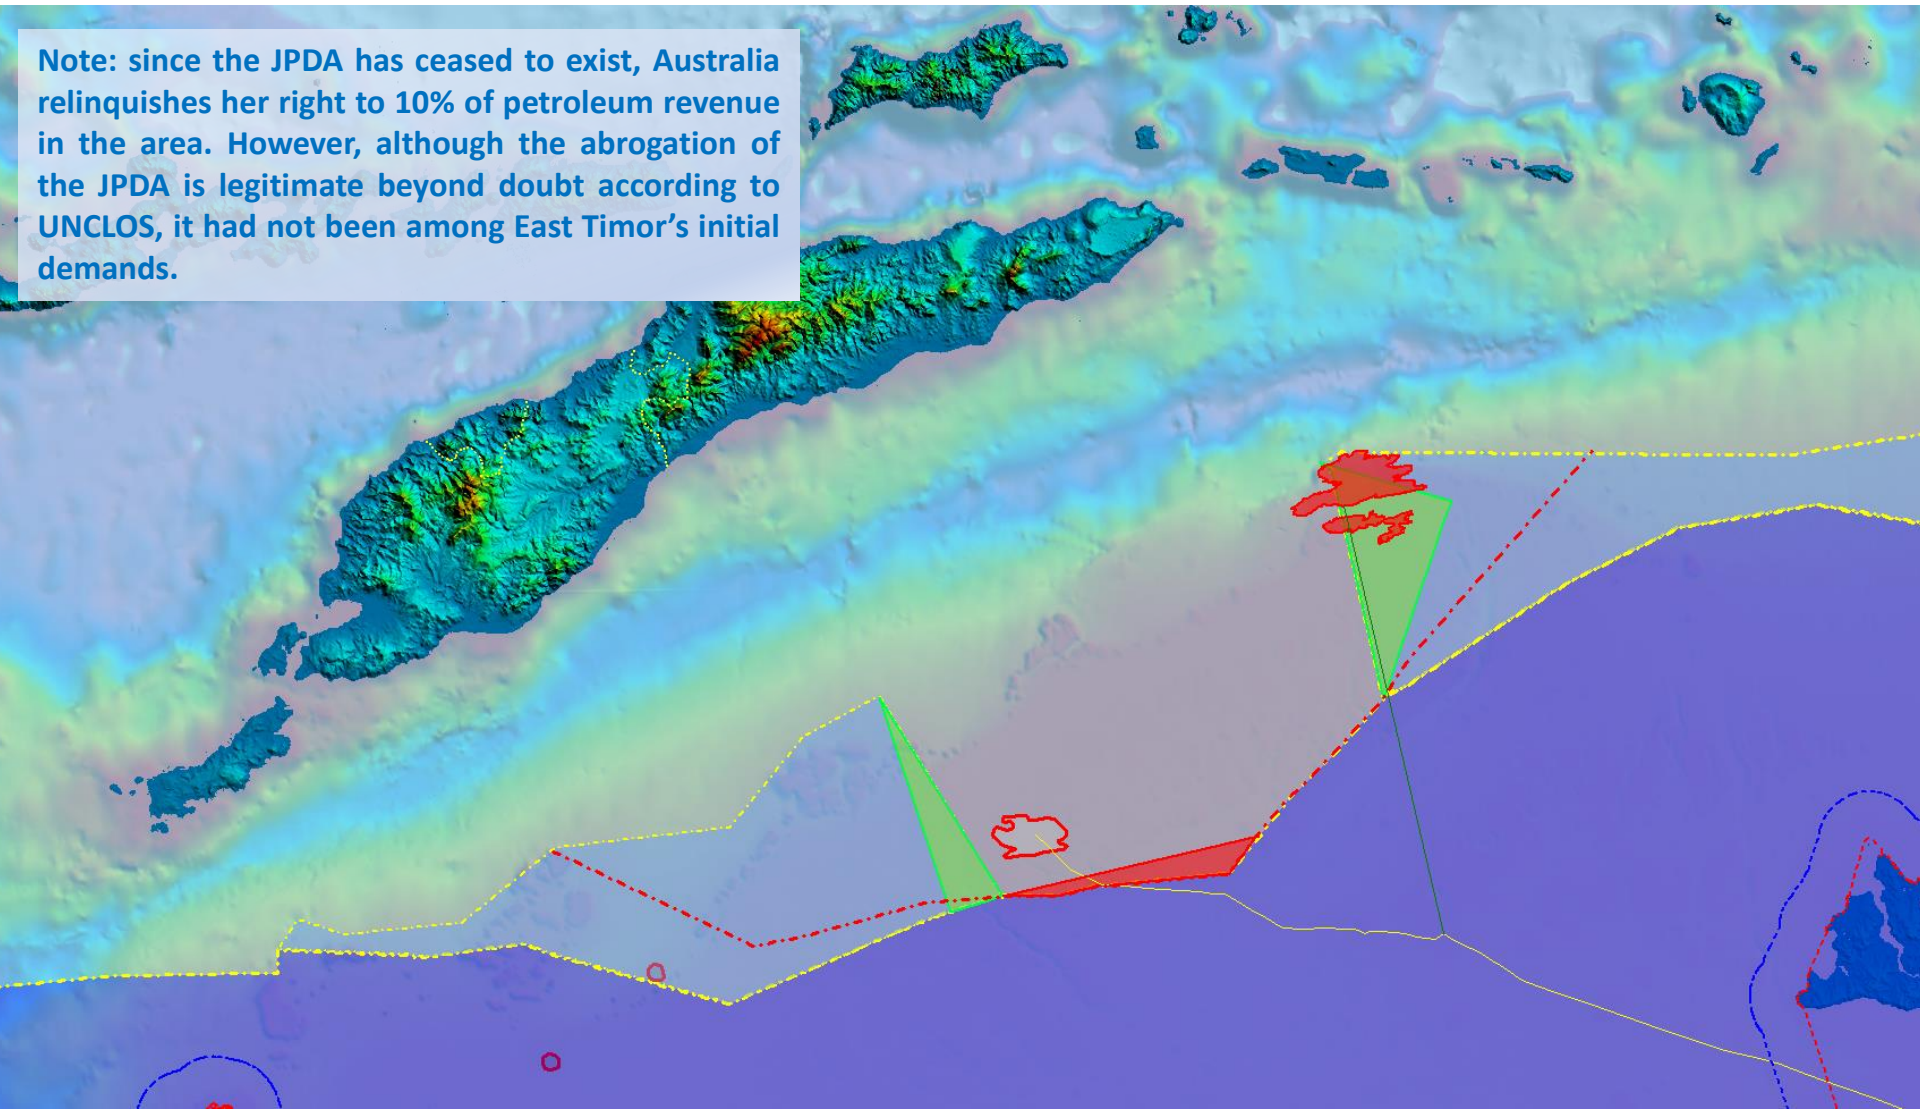 Note: since the JPDA has ceased to exist, Australia
relinquishes her right to 10% of petroleum revenue
in the area. However, although the abrogation of
the JPDA is legitimate beyond doubt according to
UNCLOS, it had not been among East Timor’s initial
demands.